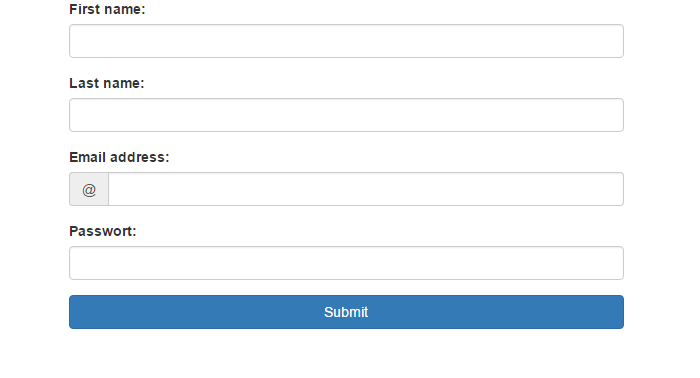 First name:
Last name:
Email address:
@
Passwort:
Submit